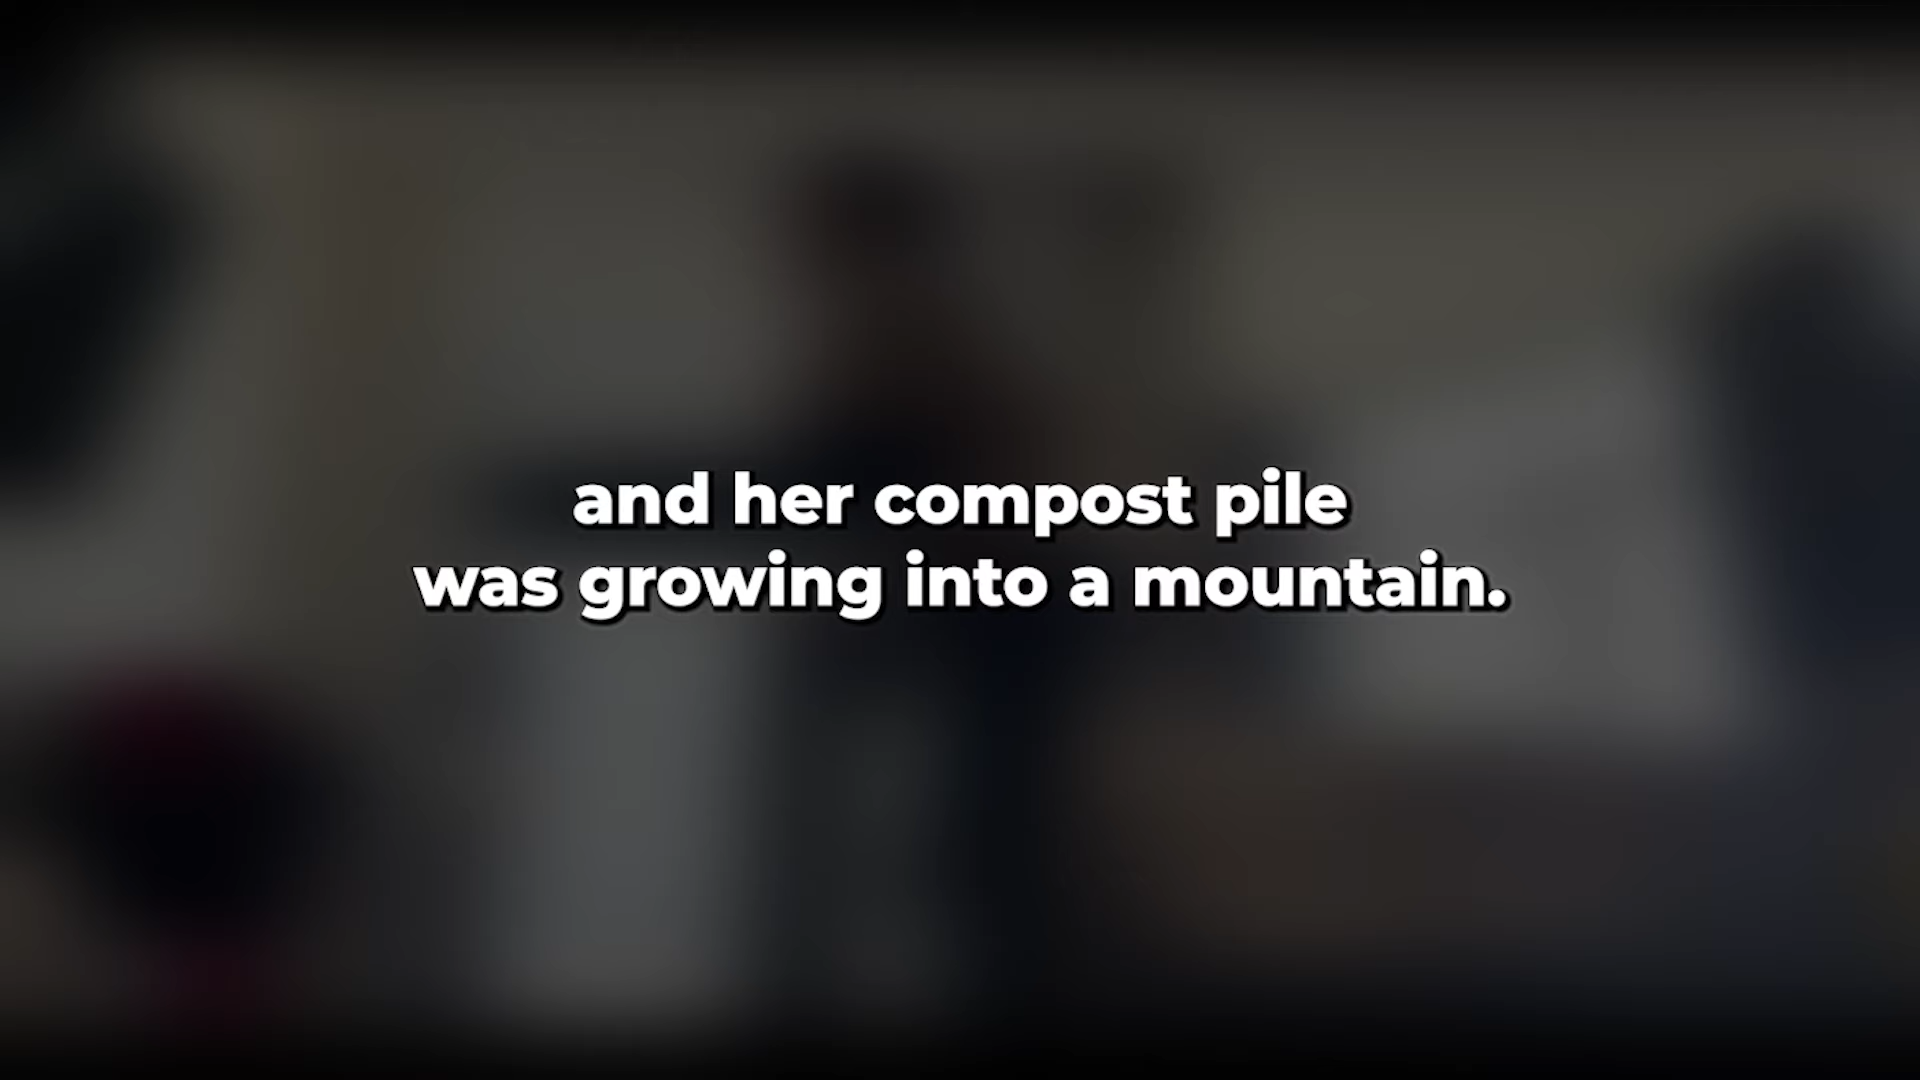 and her compost pile
was growing into a mountain.